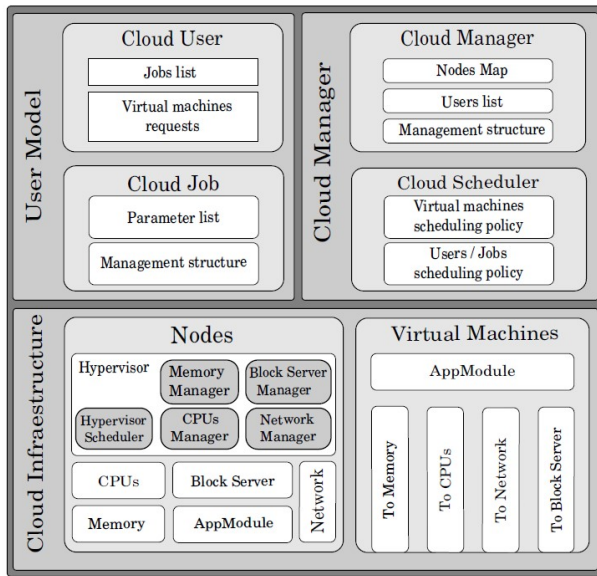 User Model
Cloud User
Jobs list
Virtual machines
requests
Cloud Job
Parameter list
Management structure
Cloud Manager
Cloud Manager
Nodes Map
Users list
Management structure
Cloud Scheduler
Virtual machines
scheduling policy
Users / Jobs
scheduling policy
Cloud Infraestructure
Nodes
Hypervisor
Memory
Manager
Block Server
Manager
Hypervisor
Scheduler
CPUs
Manager
Network
Manager
CPUs
Block Server
Memory
AppModule
Network
Virtual Machines
AppModule
To Memory
To CPUs
To Network
To Block Server